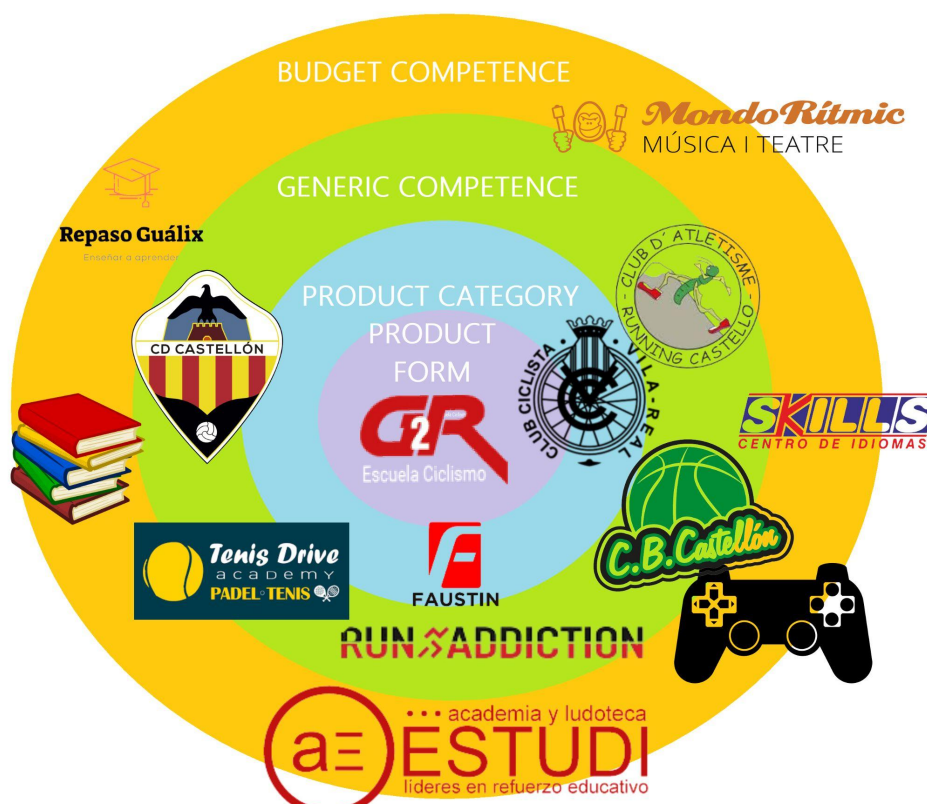 BUDGET COMPETENCE
MondoRítmic
MÚSICA I TEATRE
GENERIC COMPETENCE
Repaso Guálix
Enseñar a aprender
CLUB D'ATLETISME - RUNNING CASTELLO -
PRODUCT CATEGORY
PRODUCT
FORM
CD CASTELLÓN
CLUB CICLISTA · VILA-REAL
CCV
G2R
Escuela Ciclismo
SKILLS
CENTRO DE IDIOMAS
C.B. Castellón
Tenis Drive
academy
PADEL TENIS
FAUSTIN
RUN ADDICTION
... academia y ludoteca
aE ESTUDI
lideres en refuerzo educativo